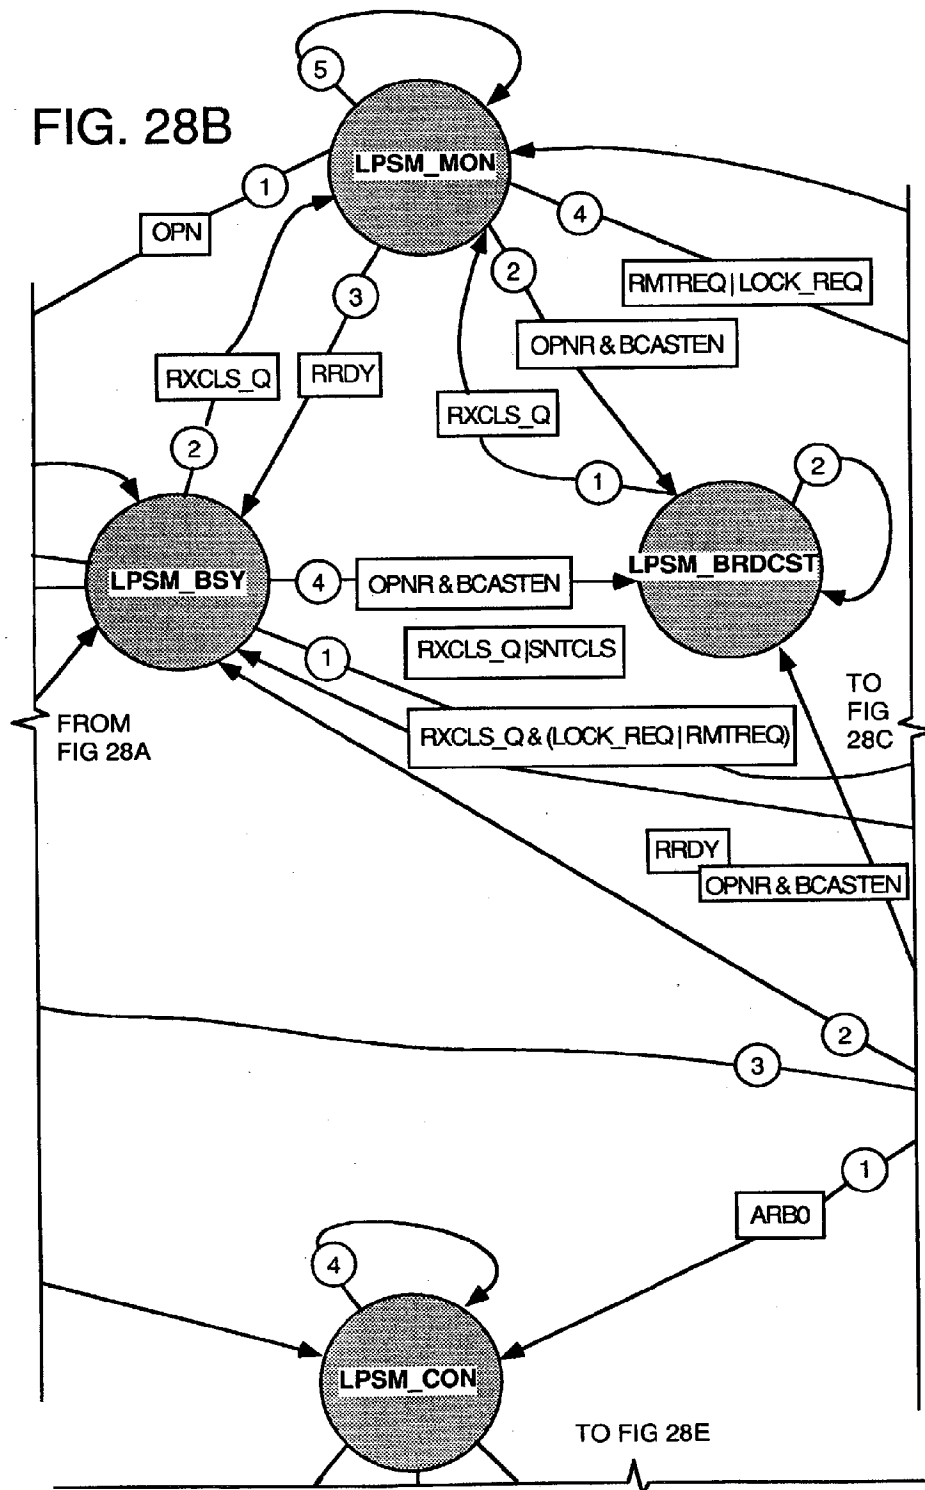 5
FIG. 28B
LPSM_MON
1
4
OPN
2
3
RMTREQ|LOCK_REQ
OPNR & BCASTEN
RXCLS_Q
RRDY
RXCLS_Q
2
2
1
LPSM_BSY
4
OPNR & BCASTEN
LPSM_BRDCST
1
RXCLS_Q|SNTCLS
FROM
FIG 28A
RXCLS_Q & (LOCK_REQ|RMTREQ)
TO
FIG
28C
RRDY
OPNR & BCASTEN
2
3
1
ARB0
4
LPSM_CON
TO FIG 28E